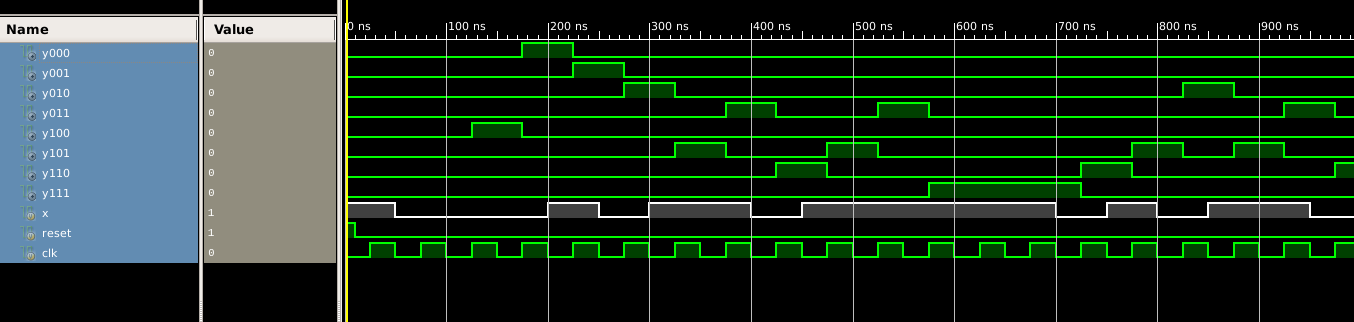 Name Value 0 ns 100 ns 200 ns 300 ns 400 ns 500 ns 600 ns 700 ns 800 ns 900 ns
y000 0
y001 0
y010 0
y011 0
y100 0
y101 0
y110 0
y111 0
x 1
reset 1
clk 0